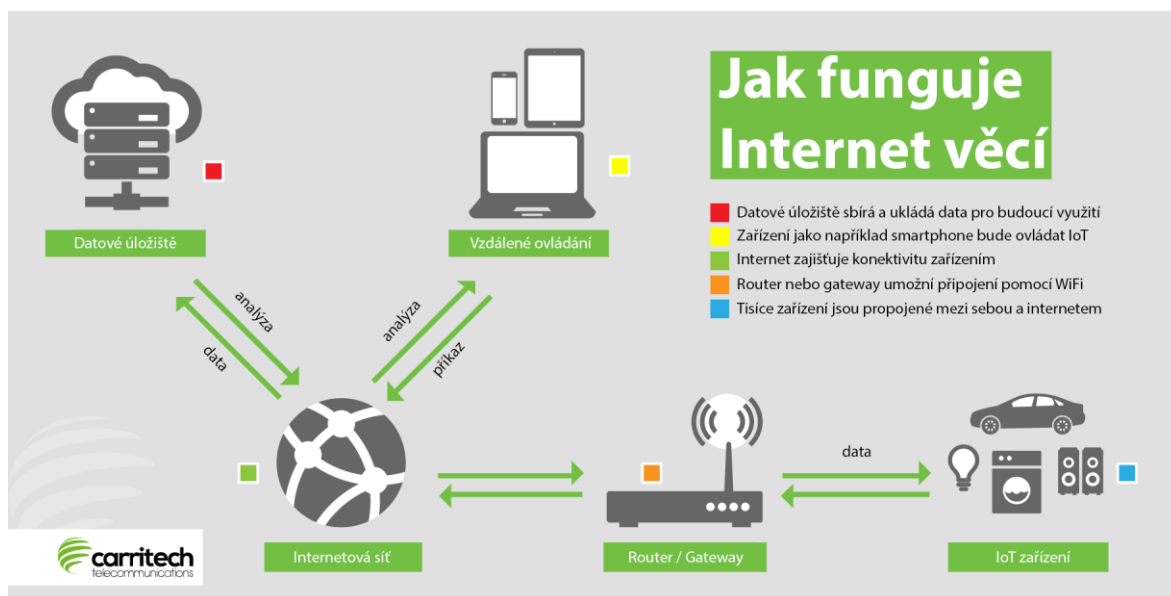 Jak funguje
Internet věcí
Datové úložiště sbírá a ukládá data pro budoucí využití
Zařízení jako například smartphone bude ovládat IoT
Internet zajišťuje konektivitu zařízením
Router nebo gateway umožní připojení pomocí WiFi
Tisíce zařízení jsou propojené mezi sebou a internetem
Datové úložiště
Vzdálené ovládání
analýza
data
analýza
příkaz
data
Internetová síť
Router / Gateway
IoT zařízení
carritech
telecommunications